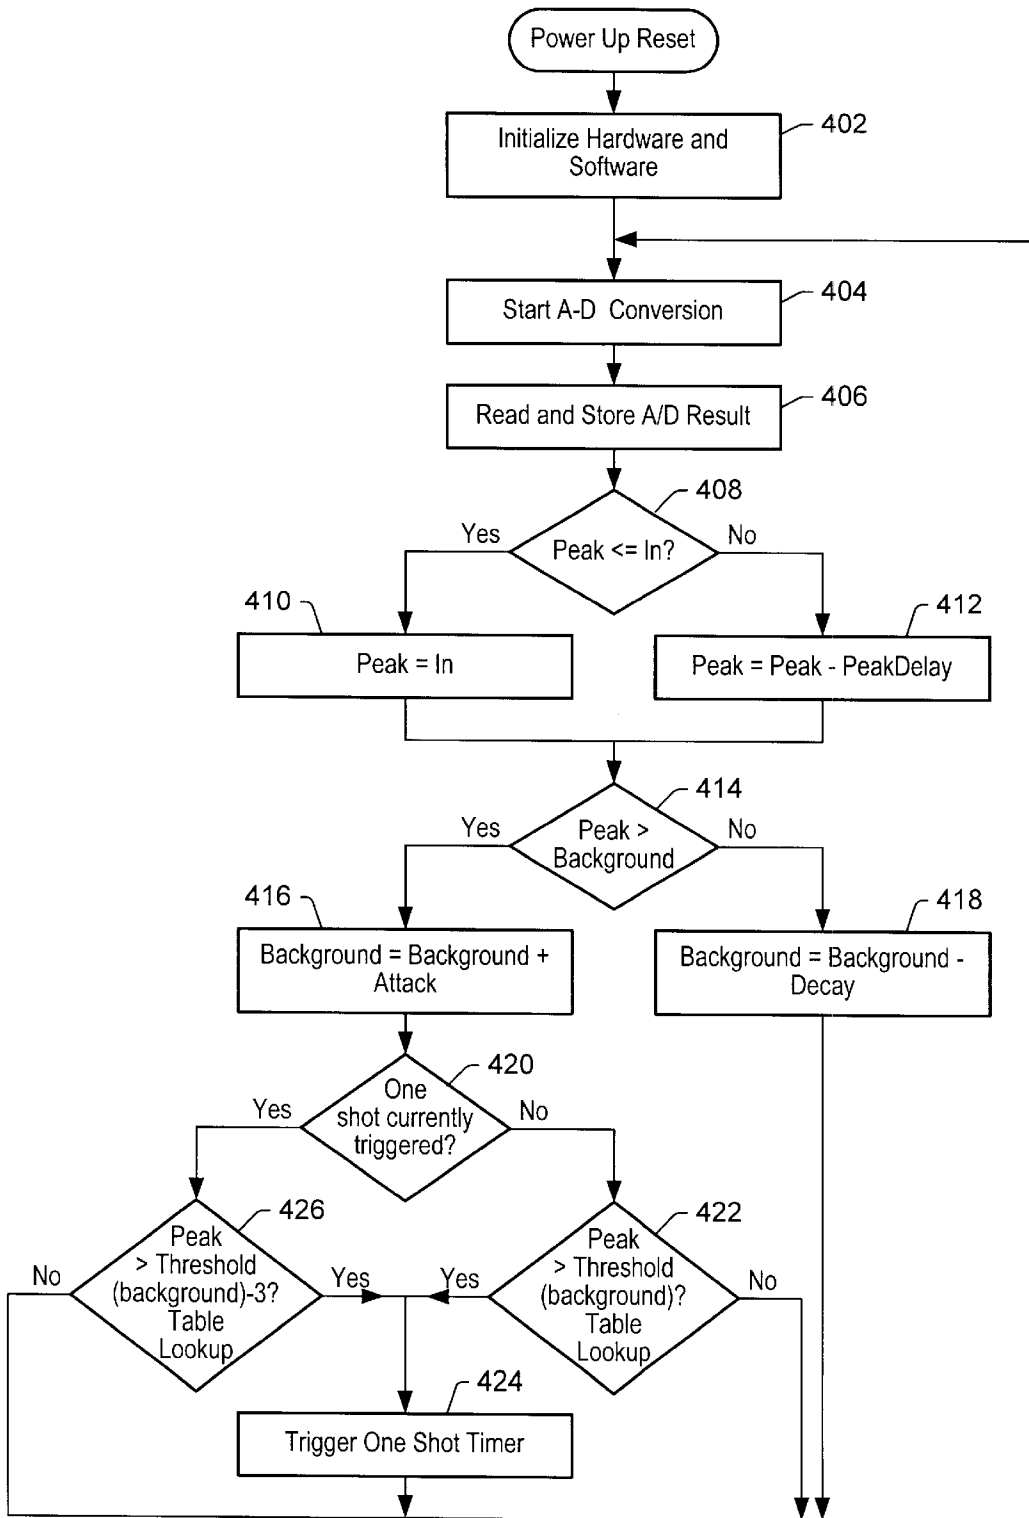 Power Up Reset
402
Initialize Hardware and
Software
404
Start A-D Conversion
406
Read and Store A/D Result
408
Yes
Peak <= In?
No
410
412
Peak = In
Peak = Peak - PeakDelay
414
Yes
Peak >
Background
No
416
418
Background = Background +
Attack
Background = Background -
Decay
420
One
shot currently
triggered?
Yes
No
426
Peak
> Threshold
(background)-3?
Table
Lookup
No
Yes
422
Peak
> Threshold
(background)?
Table
Lookup
Yes
No
424
Trigger One Shot Timer